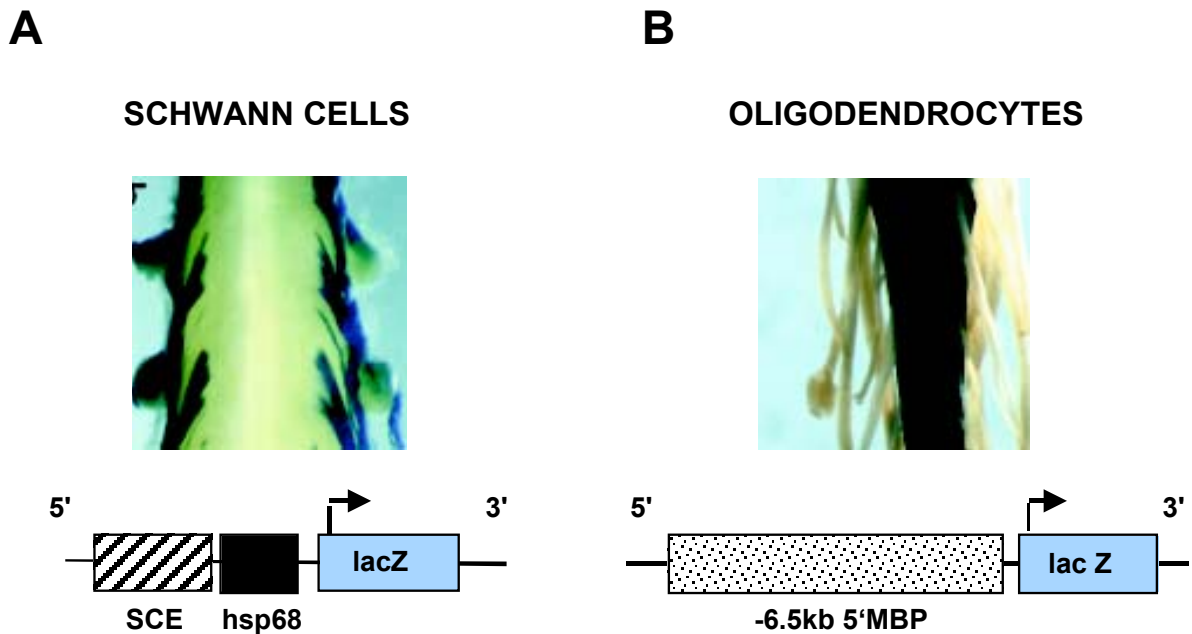 A
B
SCHWANN CELLS
OLIGODENDROCYTES
5'
3'
5'
3'
lacZ
lac Z
SCE
hsp68
-6.5kb 5‘MBP